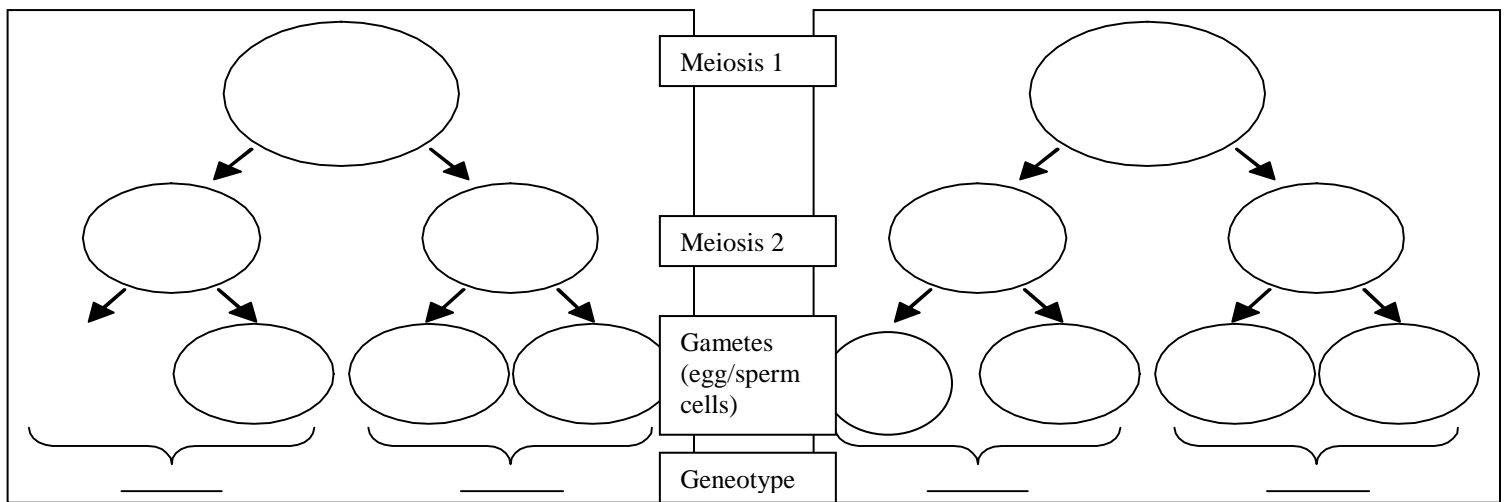 Meiosis 1
Meiosis 2
Gametes
(egg/sperm
cells)
Geneotype